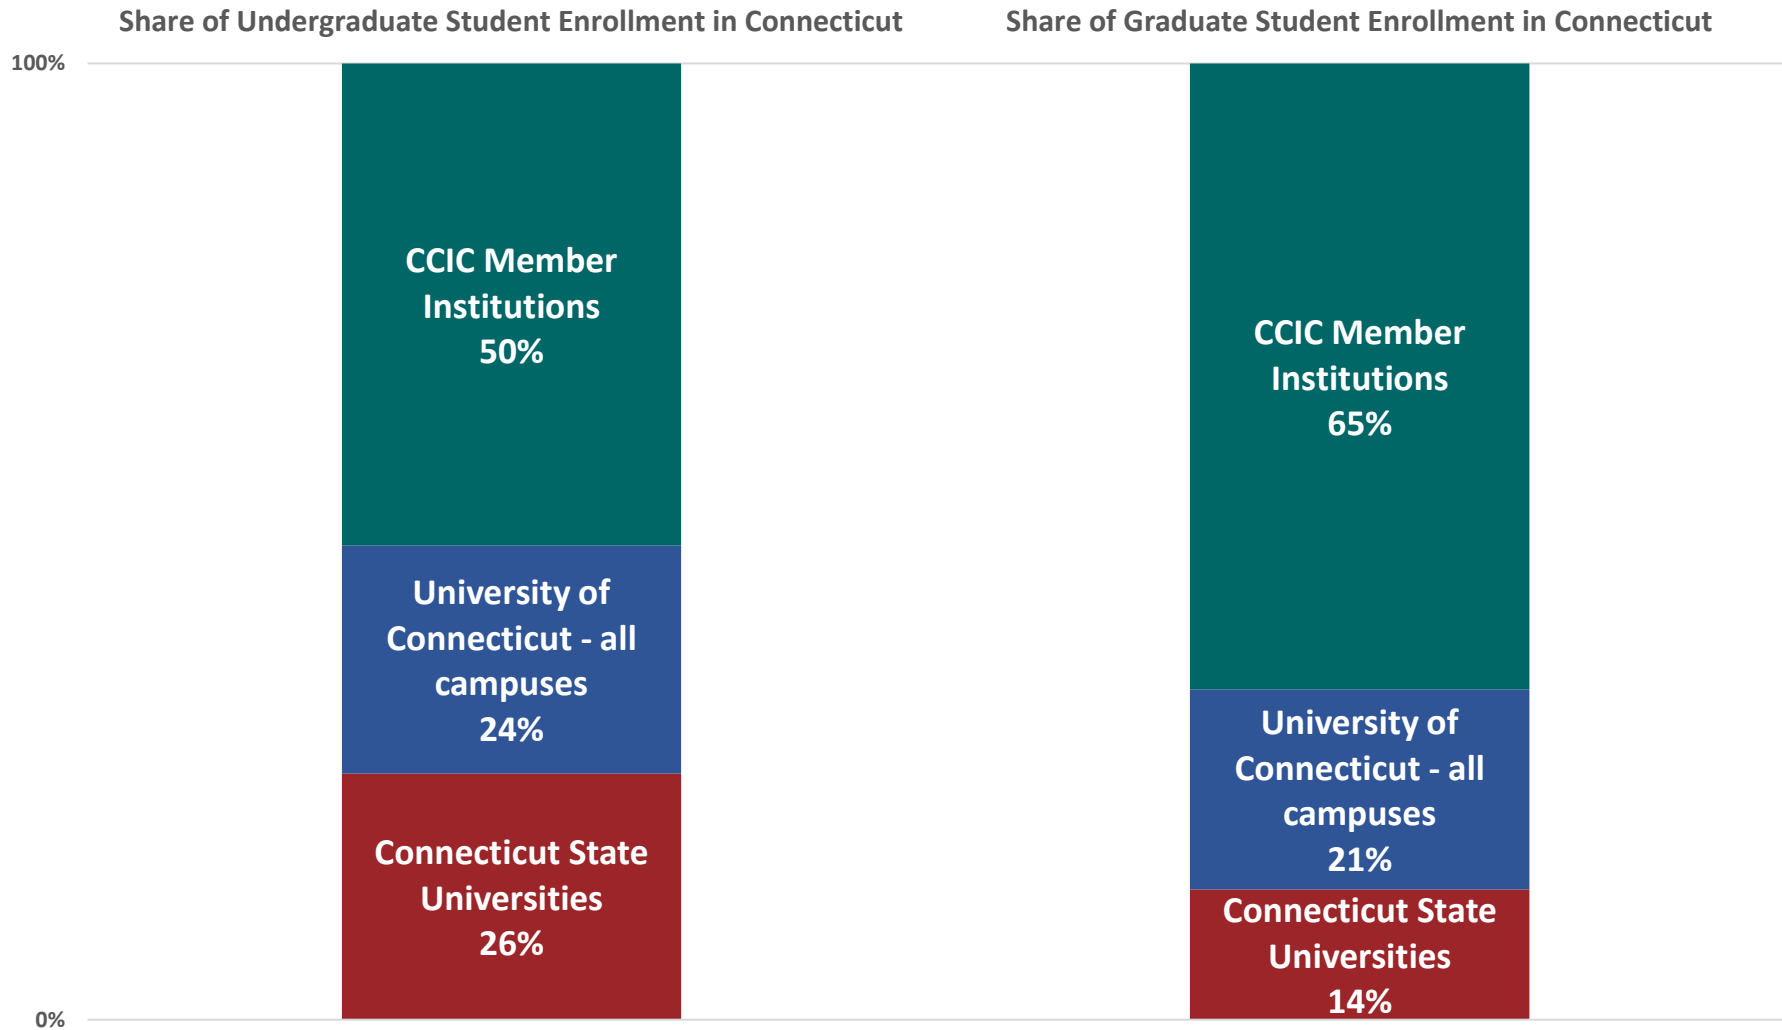 Share of Undergraduate Student Enrollment in Connecticut
Share of Graduate Student Enrollment in Connecticut
100%
CCIC Member
Institutions
50%
University of
Connecticut - all
campuses
24%
Connecticut State
Universities
26%
CCIC Member
Institutions
65%
University of
Connecticut - all
campuses
21%
Connecticut State
Universities
14%
0%